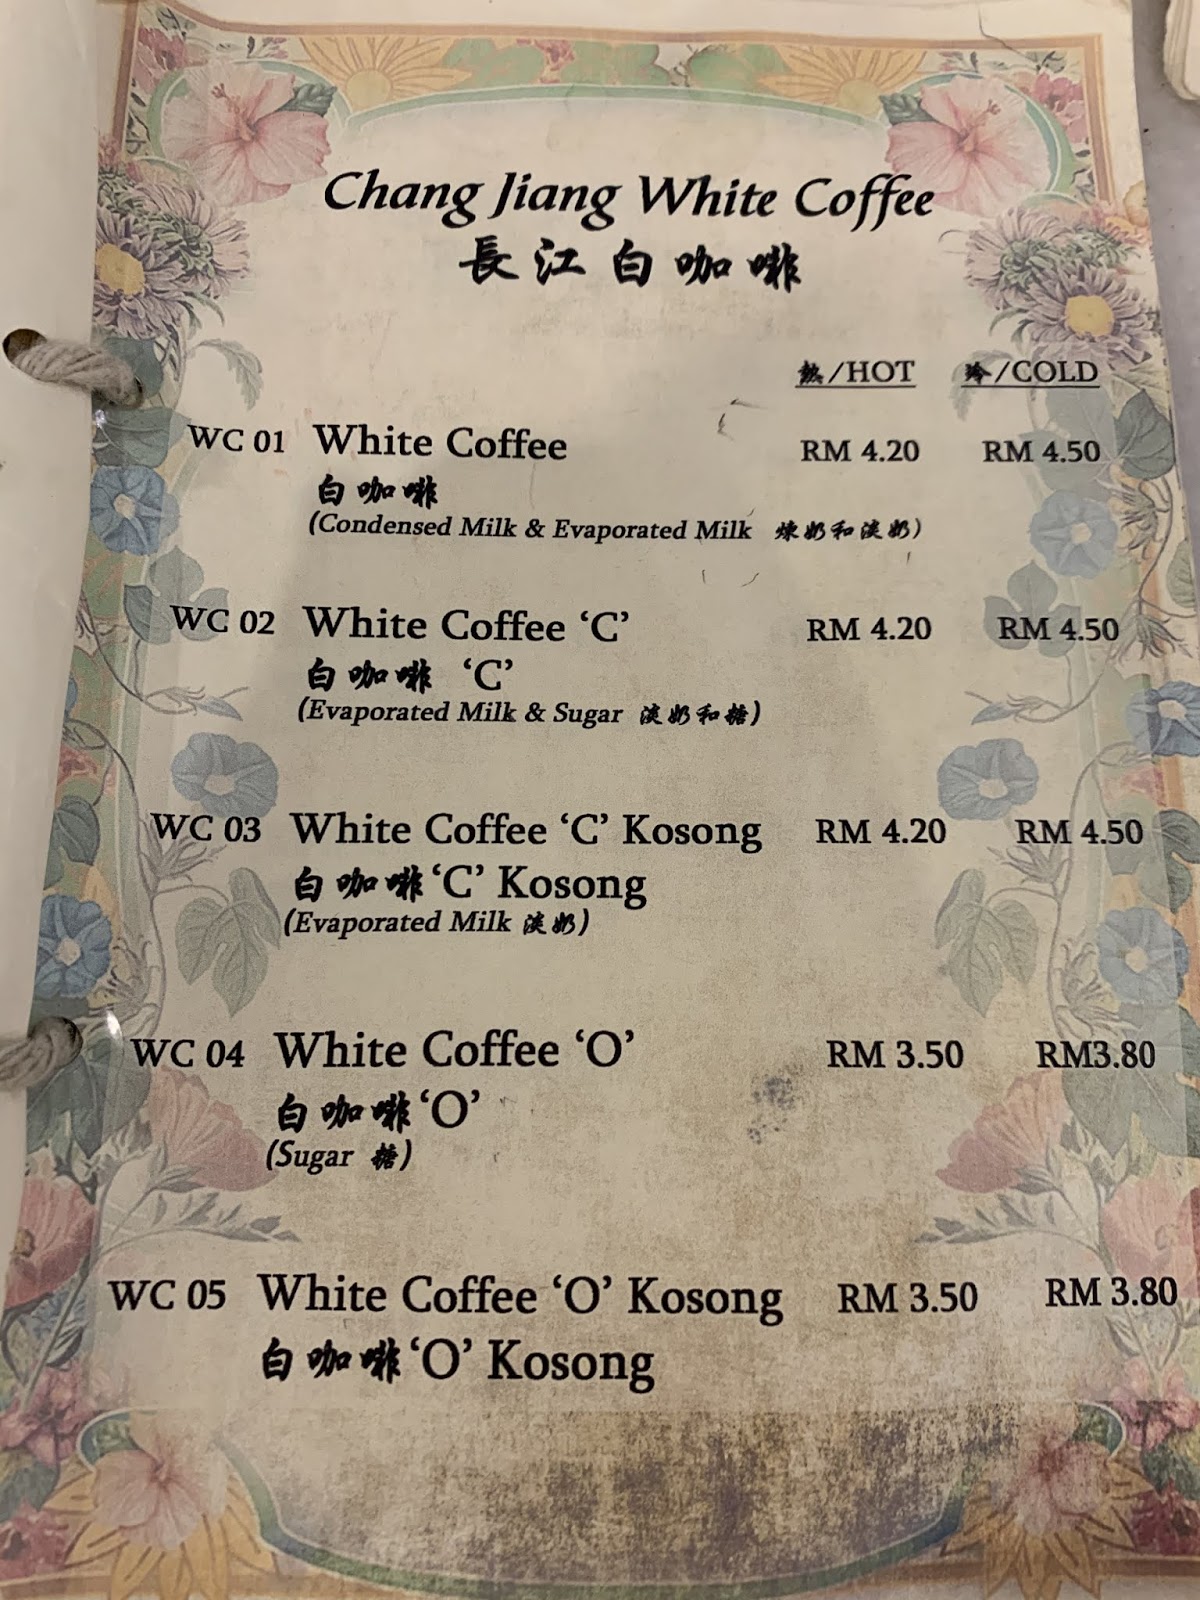 Chang Jiang White Coffee
長江白咖啡
熱/HOT 冷/COLD
WC 01 White Coffee RM 4.20 RM 4.50
白咖啡
(Condensed Milk & Evaporated Milk 煉奶和淡奶)
WC 02 White Coffee ‘C’ RM 4.20 RM 4.50
白咖啡 ‘C’
(Evaporated Milk & Sugar 淡奶和糖)
WC 03 White Coffee ‘C’ Kosong RM 4.20 RM 4.50
白咖啡‘C’ Kosong
(Evaporated Milk 淡奶)
WC 04 White Coffee ‘O’ RM 3.50 RM3.80
白咖啡‘O’
(Sugar 糖)
WC 05 White Coffee ‘O’ Kosong RM 3.50 RM 3.80
白咖啡‘O’ Kosong